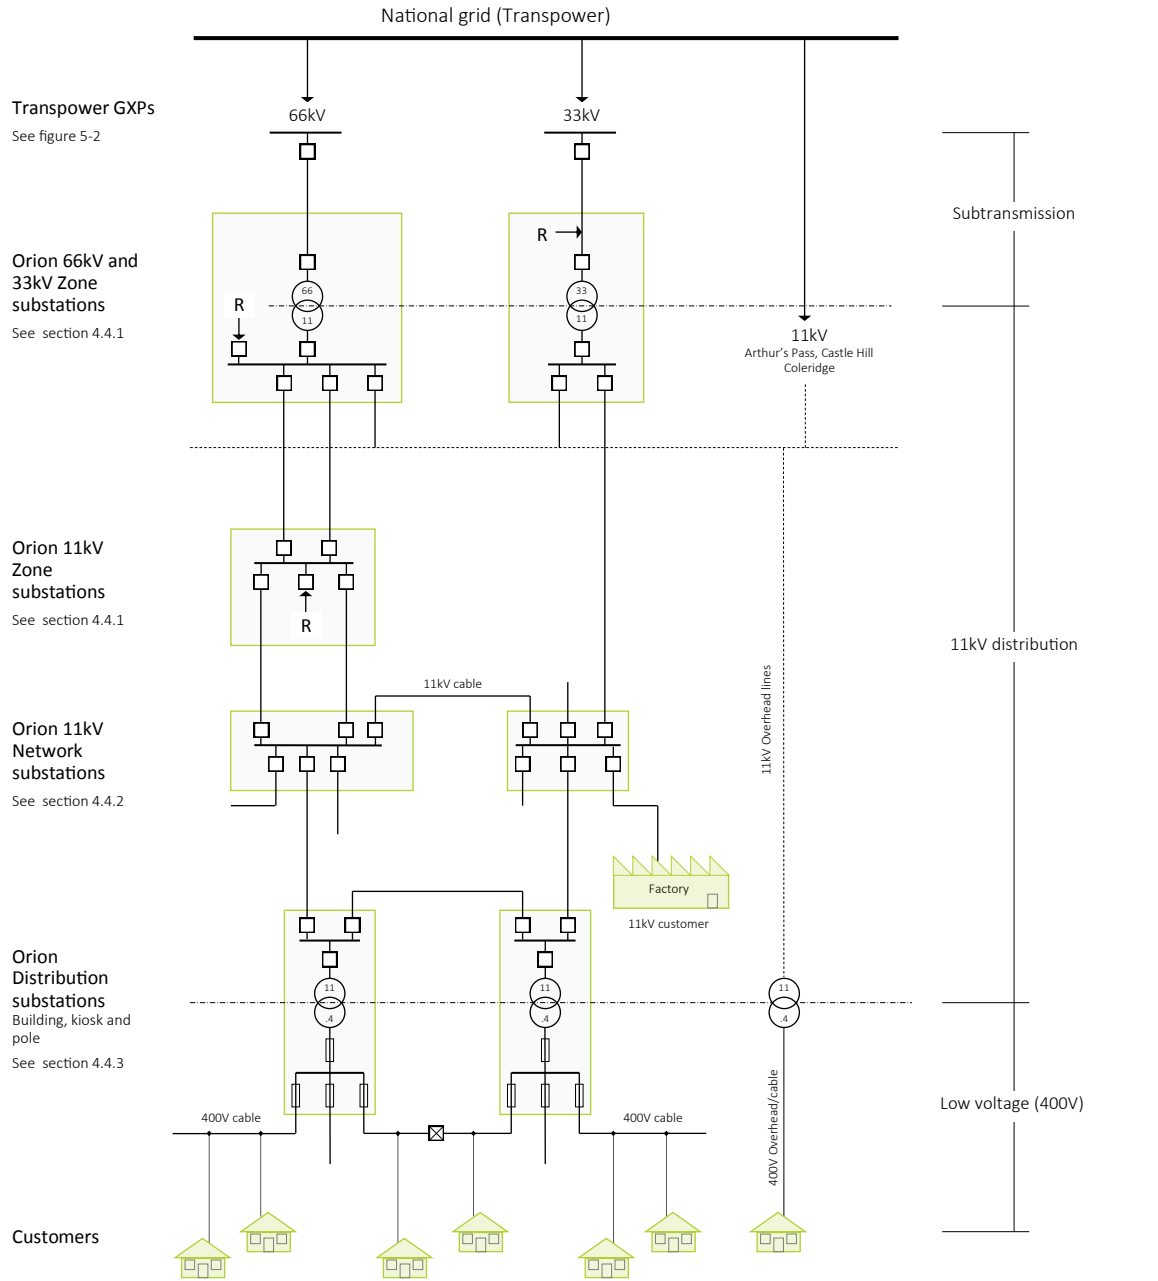 National grid (Transpower)
Transpower GXPs
See figure 5-2
66kV
33kV
Subtransmission
Orion 66kV and
33kV Zone
substations
See section 4.4.1
R
R
66
11
33
11
11kV
Arthur's Pass, Castle Hill
Coleridge
Orion 11kV
Zone
substations
See section 4.4.1
R
11kV distribution
11kV Overhead lines
11kV cable
Orion 11kV
Network
substations
See section 4.4.2
Factory
11kV customer
Orion
Distribution
substations
Building, kiosk and
pole
See section 4.4.3
11
.4
11
.4
11
.4
400V cable
400V cable
400V Overhead/cable
Low voltage (400V)
Customers